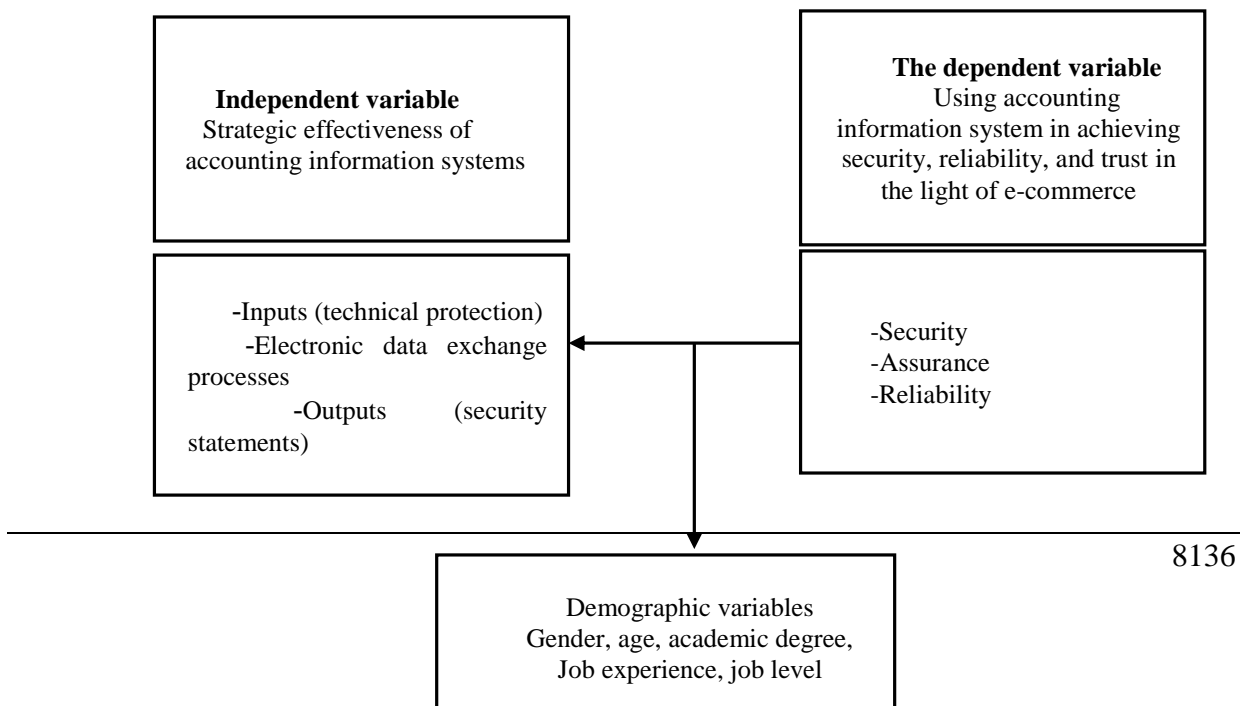 Independent variable
Strategic effectiveness of
accounting information systems
The dependent variable
Using accounting
information system in achieving
security, reliability, and trust in
the light of e-commerce
-Inputs (technical protection)
-Electronic data exchange
processes
-Outputs (security
statements)
-Security
-Assurance
-Reliability
8136
Demographic variables
Gender, age, academic degree,
Job experience, job level